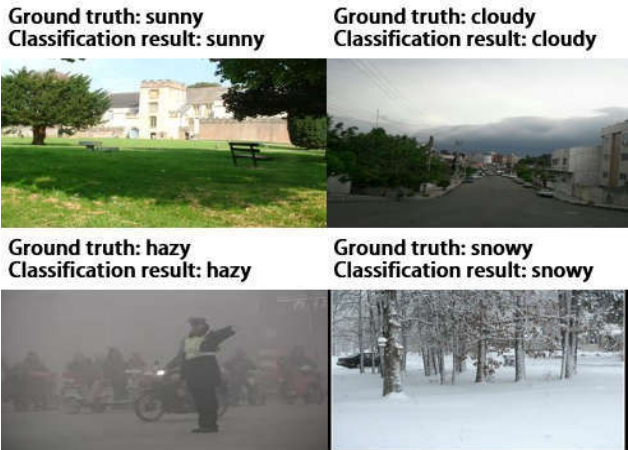 Ground truth: sunny
Classification result: sunny
Ground truth: cloudy
Classification result: cloudy
Ground truth: hazy
Classification result: hazy
Ground truth: snowy
Classification result: snowy